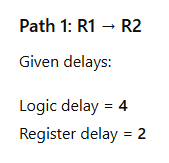 Path 1: R1 → R2
Given delays:
Logic delay = 4
Register delay = 2